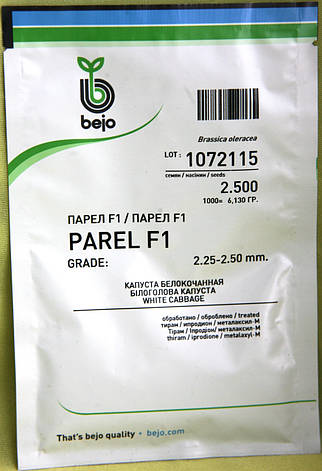 bejo
Brassica oleracea
LOT: 1072115
семян / насінин / seeds
2.500
1000= 6,130 ГР.
ПАРЕЛ F1 / ПАРЕЛ F1
PAREL F1
GRADE: 2.25-2.50 mm.
КАПУСТА БЕЛОКОЧАННАЯ
БІЛОГОЛОВА КАПУСТА
WHITE CABBAGE
обработано / оброблено / treated
тирам / ипродион / металаксил-М
Тірам / Іпродіон/ металаксил-М
thiram / iprodione / metalaxyl-M
That's bejo quality • bejo.com